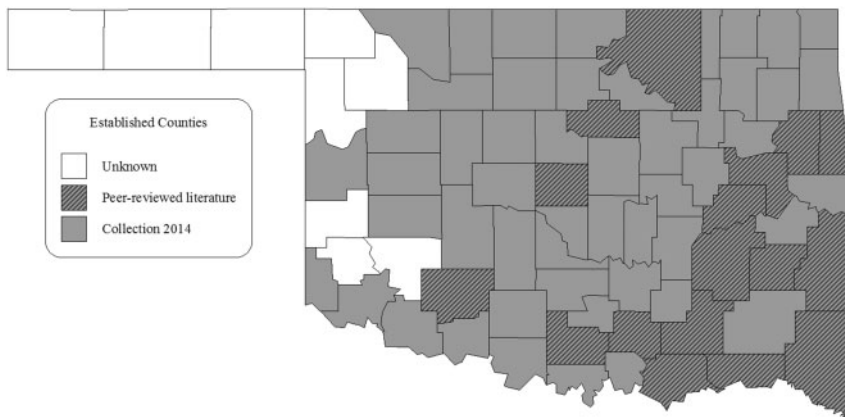 Established Counties
Unknown
Peer-reviewed literature
Collection 2014